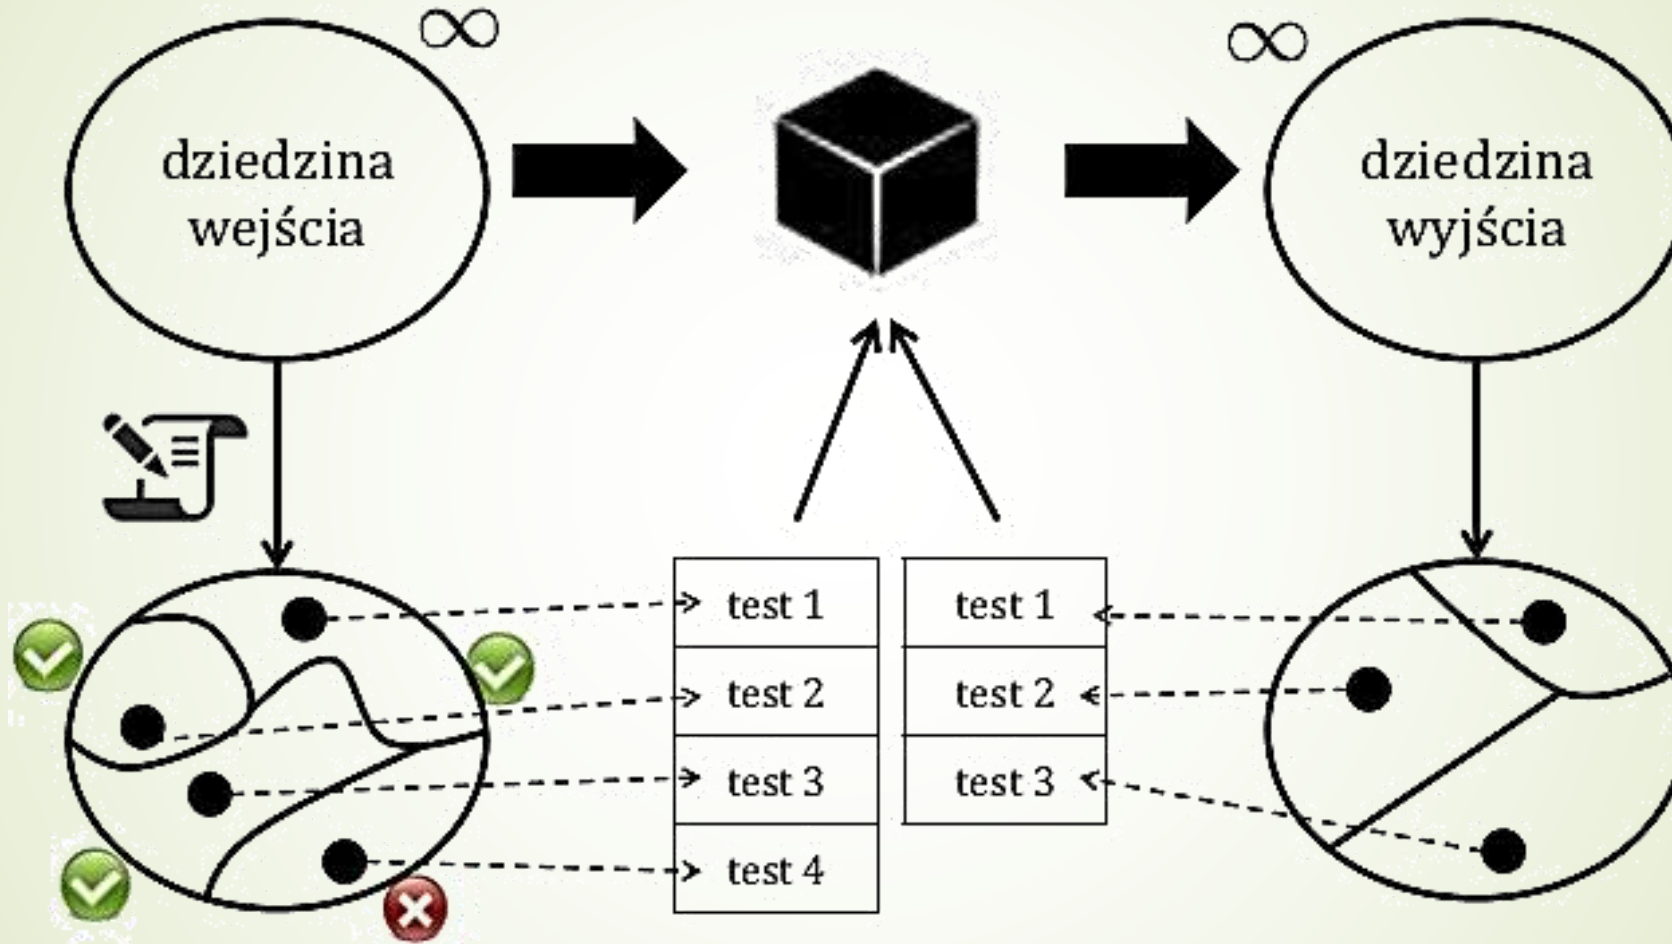 ∞
∞
dziedzina
wejścia
dziedzina
wyjścia
test 1
test 2
test 3
test 4
test 1
test 2
test 3